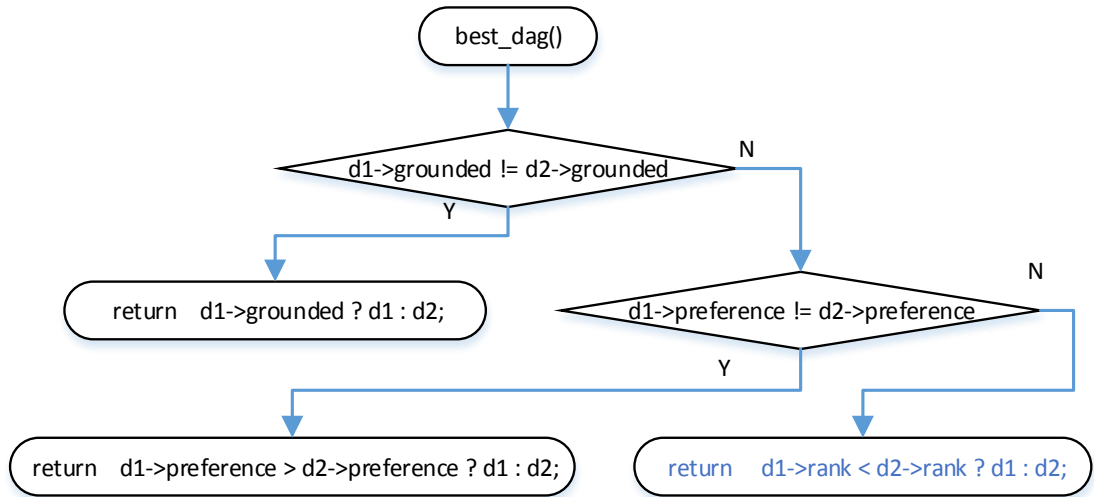 best_dag()
d1->grounded != d2->grounded
N
Y
return d1->grounded ? d1 : d2;
N
d1->preference != d2->preference
Y
return d1->preference > d2->preference ? d1 : d2;
return d1->rank < d2->rank ? d1 : d2;